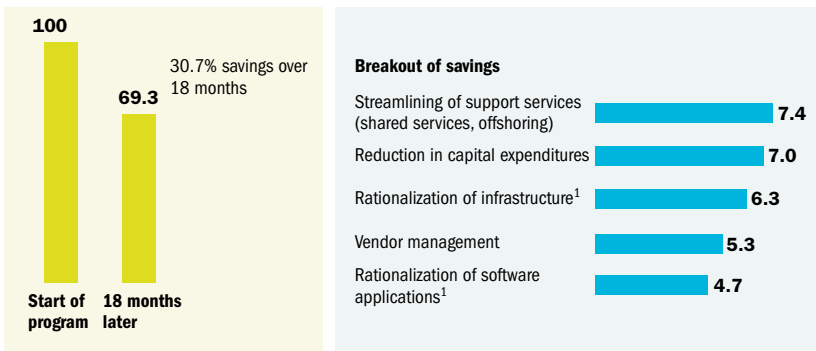 100
69.3
30.7% savings over
18 months
Start of
program
18 months
later
Breakout of savings
Streamlining of support services
(shared services, offshoring)
7.4
Reduction in capital expenditures
7.0
Rationalization of infrastructure¹
6.3
Vendor management
5.3
Rationalization of software
applications¹
4.7